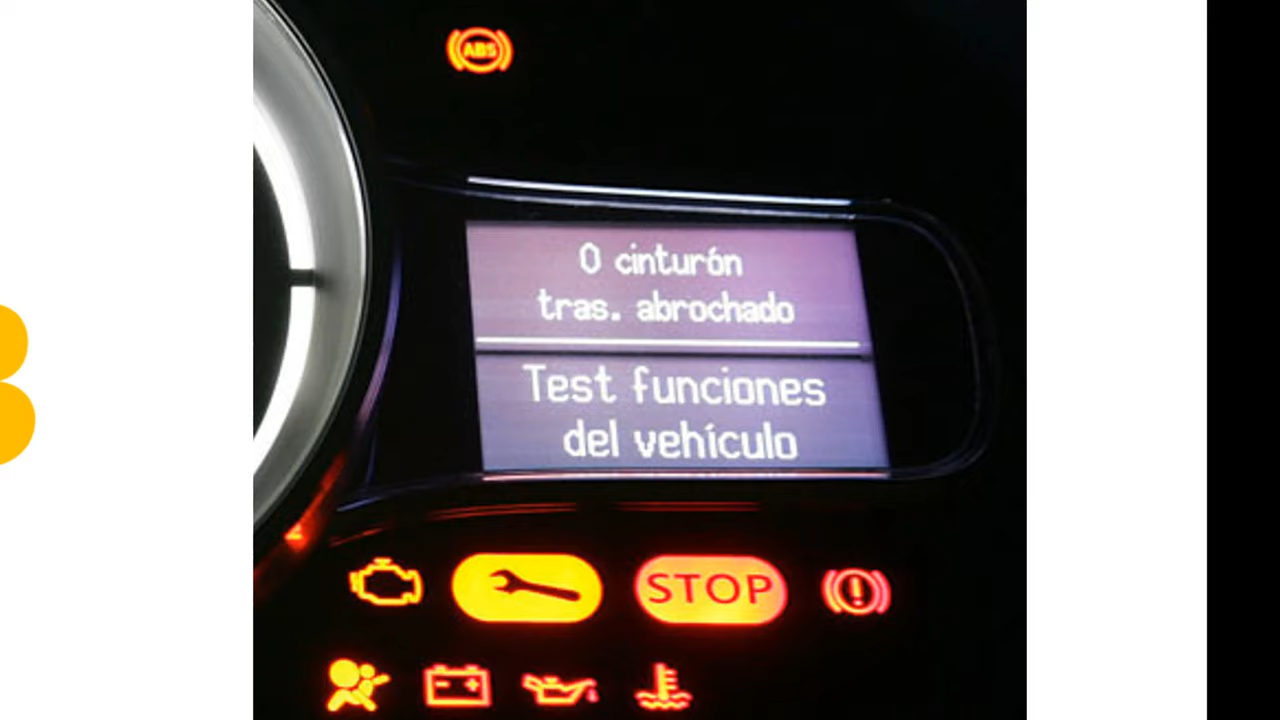 ABS
0 cinturón
tras. abrochado
Test funciones
del vehículo
STOP